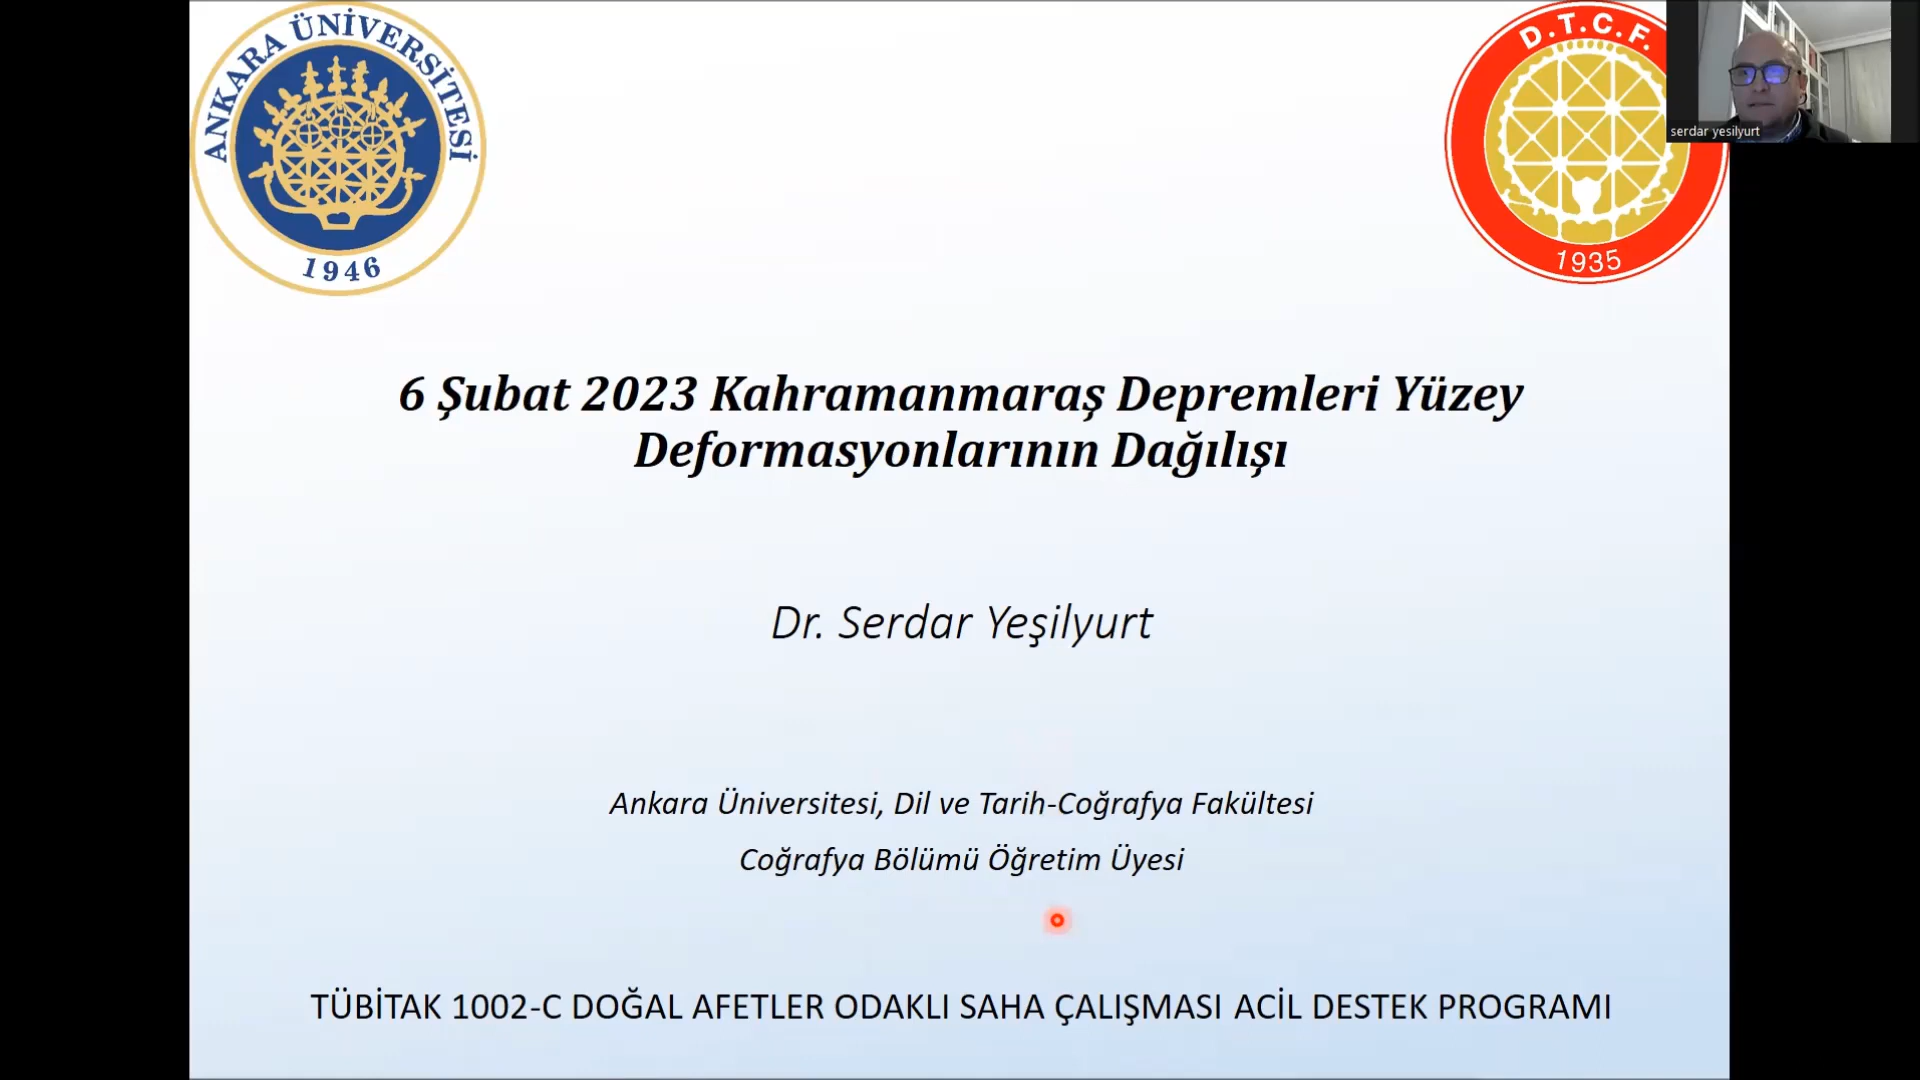 ANKARA ÜNİVERSİTESİ
1946
D.T.C.F.
1935
serdar yesilyurt
6 Şubat 2023 Kahramanmaraş Depremleri Yüzey
Deformasyonlarının Dağılışı
Dr. Serdar Yeşilyurt
Ankara Üniversitesi, Dil ve Tarih-Coğrafya Fakültesi
Coğrafya Bölümü Öğretim Üyesi
TÜBİTAK 1002-C DOĞAL AFETLER ODAKLI SAHA ÇALIŞMASI ACİL DESTEK PROGRAMI